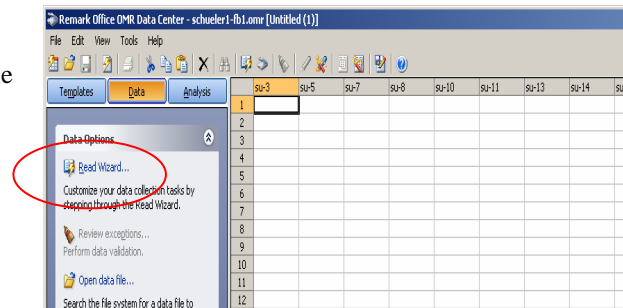 Remark Office OMR Data Center - schueler1-fb1.omr [Untitled (1)]
File Edit View Tools Help
e
Templates Data Analysis
su-3 su-5 su-7 su-8 su-10 su-11 su-13 su-14 su
1
2
Data Options
3
4
Read Wizard...
5
Customize your data collection tasks by
6
stepping through the Read Wizard.
7
8
Review exceptions...
9
Perform data validation.
10
Open data file...
11
Search the file system for a data file to
12